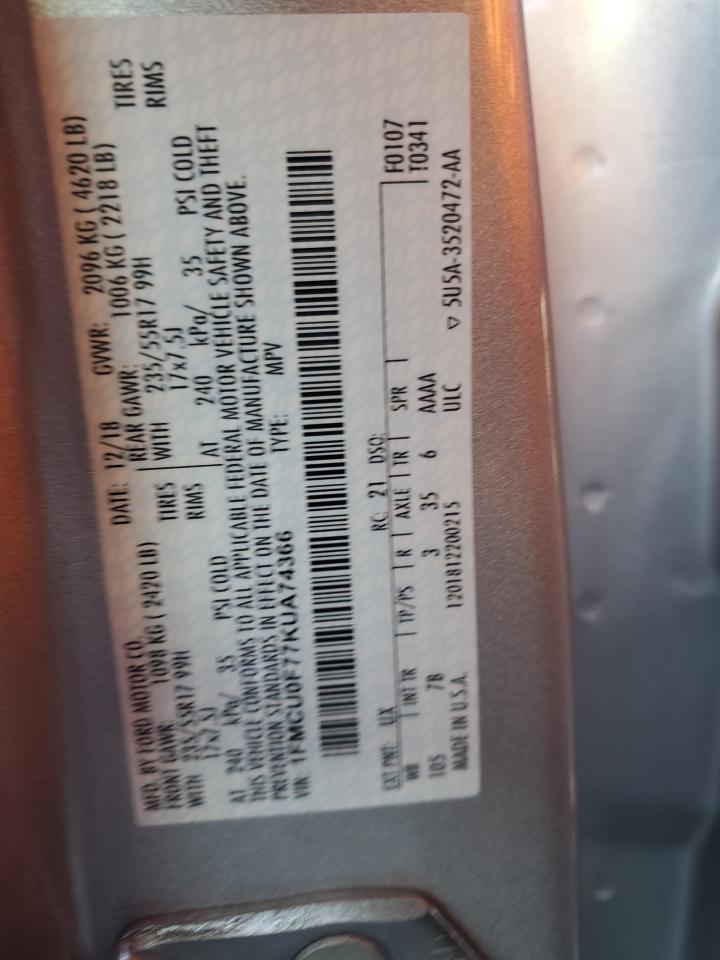 MFD. BY FORD MOTOR CO. DATE: 12/18 GVWR: 2096 KG ( 4620 LB)
FRONT GAWR: 1098 KG ( 2420 LB) REAR GAWR: 1006 KG ( 2218 LB)
WITH 235/55R17 99H TIRES WITH 235/55R17 99H TIRES
17x7.5J RIMS 17x7.5J RIMS
AT 240 kPa/ 35 PSI COLD AT 240 kPa/ 35 PSI COLD
THIS VEHICLE CONFORMS TO ALL APPLICABLE FEDERAL MOTOR VEHICLE SAFETY AND THEFT
PREVENTION STANDARDS IN EFFECT ON THE DATE OF MANUFACTURE SHOWN ABOVE.
VIN: 1FMCU0F77KUA74366 TYPE: MPV
EXT PNT: UX RC: 21 DSO: F0107
WB INT TR TP/PS R AXLE TR SPR T0341
105 7B 3 35 6 AAAA
MADE IN U.S.A. 1201812200215 ULC ▽ 5U5A-3520472-AA